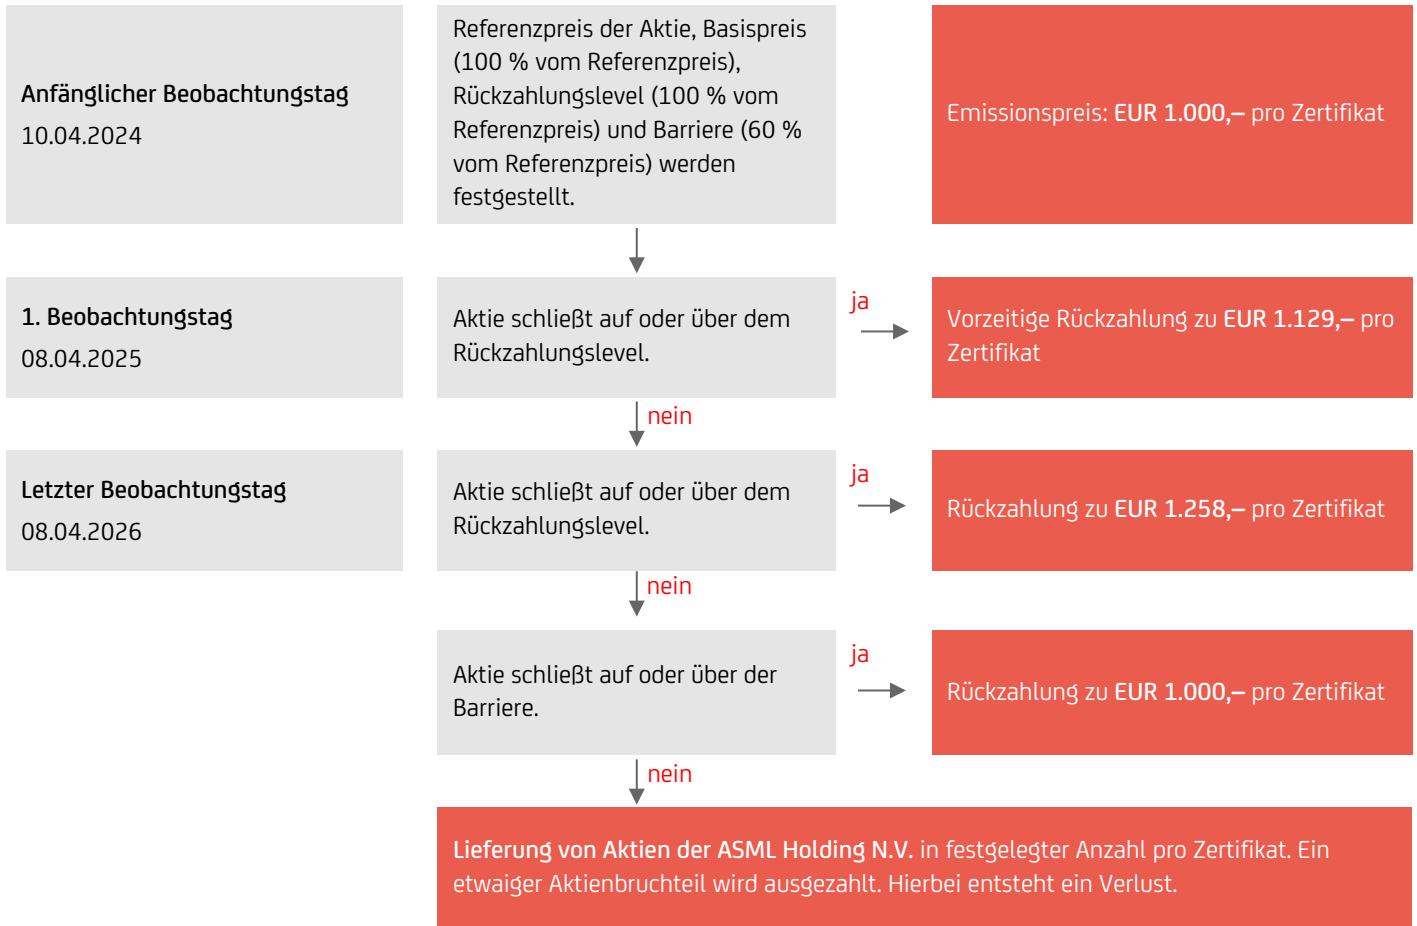 Anfänglicher Beobachtungstag
10.04.2024
Referenzpreis der Aktie, Basispreis
(100 % vom Referenzpreis),
Rückzahlungslevel (100 % vom
Referenzpreis) und Barriere (60 %
vom Referenzpreis) werden
festgestellt.
Emissionspreis: EUR 1.000,– pro Zertifikat
1. Beobachtungstag
08.04.2025
Aktie schließt auf oder über dem
Rückzahlungslevel.
ja
Vorzeitige Rückzahlung zu EUR 1.129,– pro
Zertifikat
nein
Letzter Beobachtungstag
08.04.2026
Aktie schließt auf oder über dem
Rückzahlungslevel.
ja
Rückzahlung zu EUR 1.258,– pro Zertifikat
nein
Aktie schließt auf oder über der
Barriere.
ja
Rückzahlung zu EUR 1.000,– pro Zertifikat
nein
Lieferung von Aktien der ASML Holding N.V. in festgelegter Anzahl pro Zertifikat. Ein
etwaiger Aktienbruchteil wird ausgezahlt. Hierbei entsteht ein Verlust.